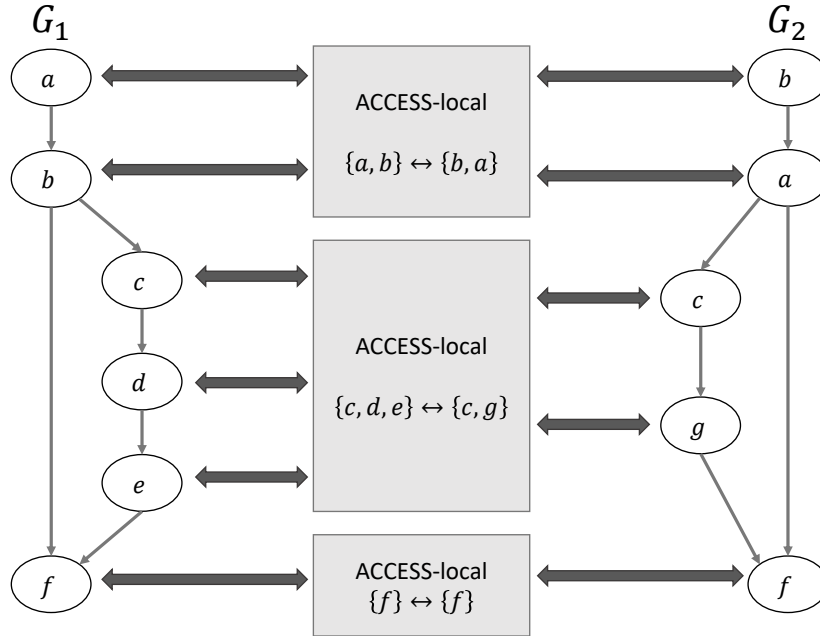 G₁
G₂
a
ACCESS-local
b
{a, b} ↔ {b, a}
b
a
c
ACCESS-local
c
d
{c, d, e} ↔ {c, g}
g
e
f
ACCESS-local
{f} ↔ {f}
f